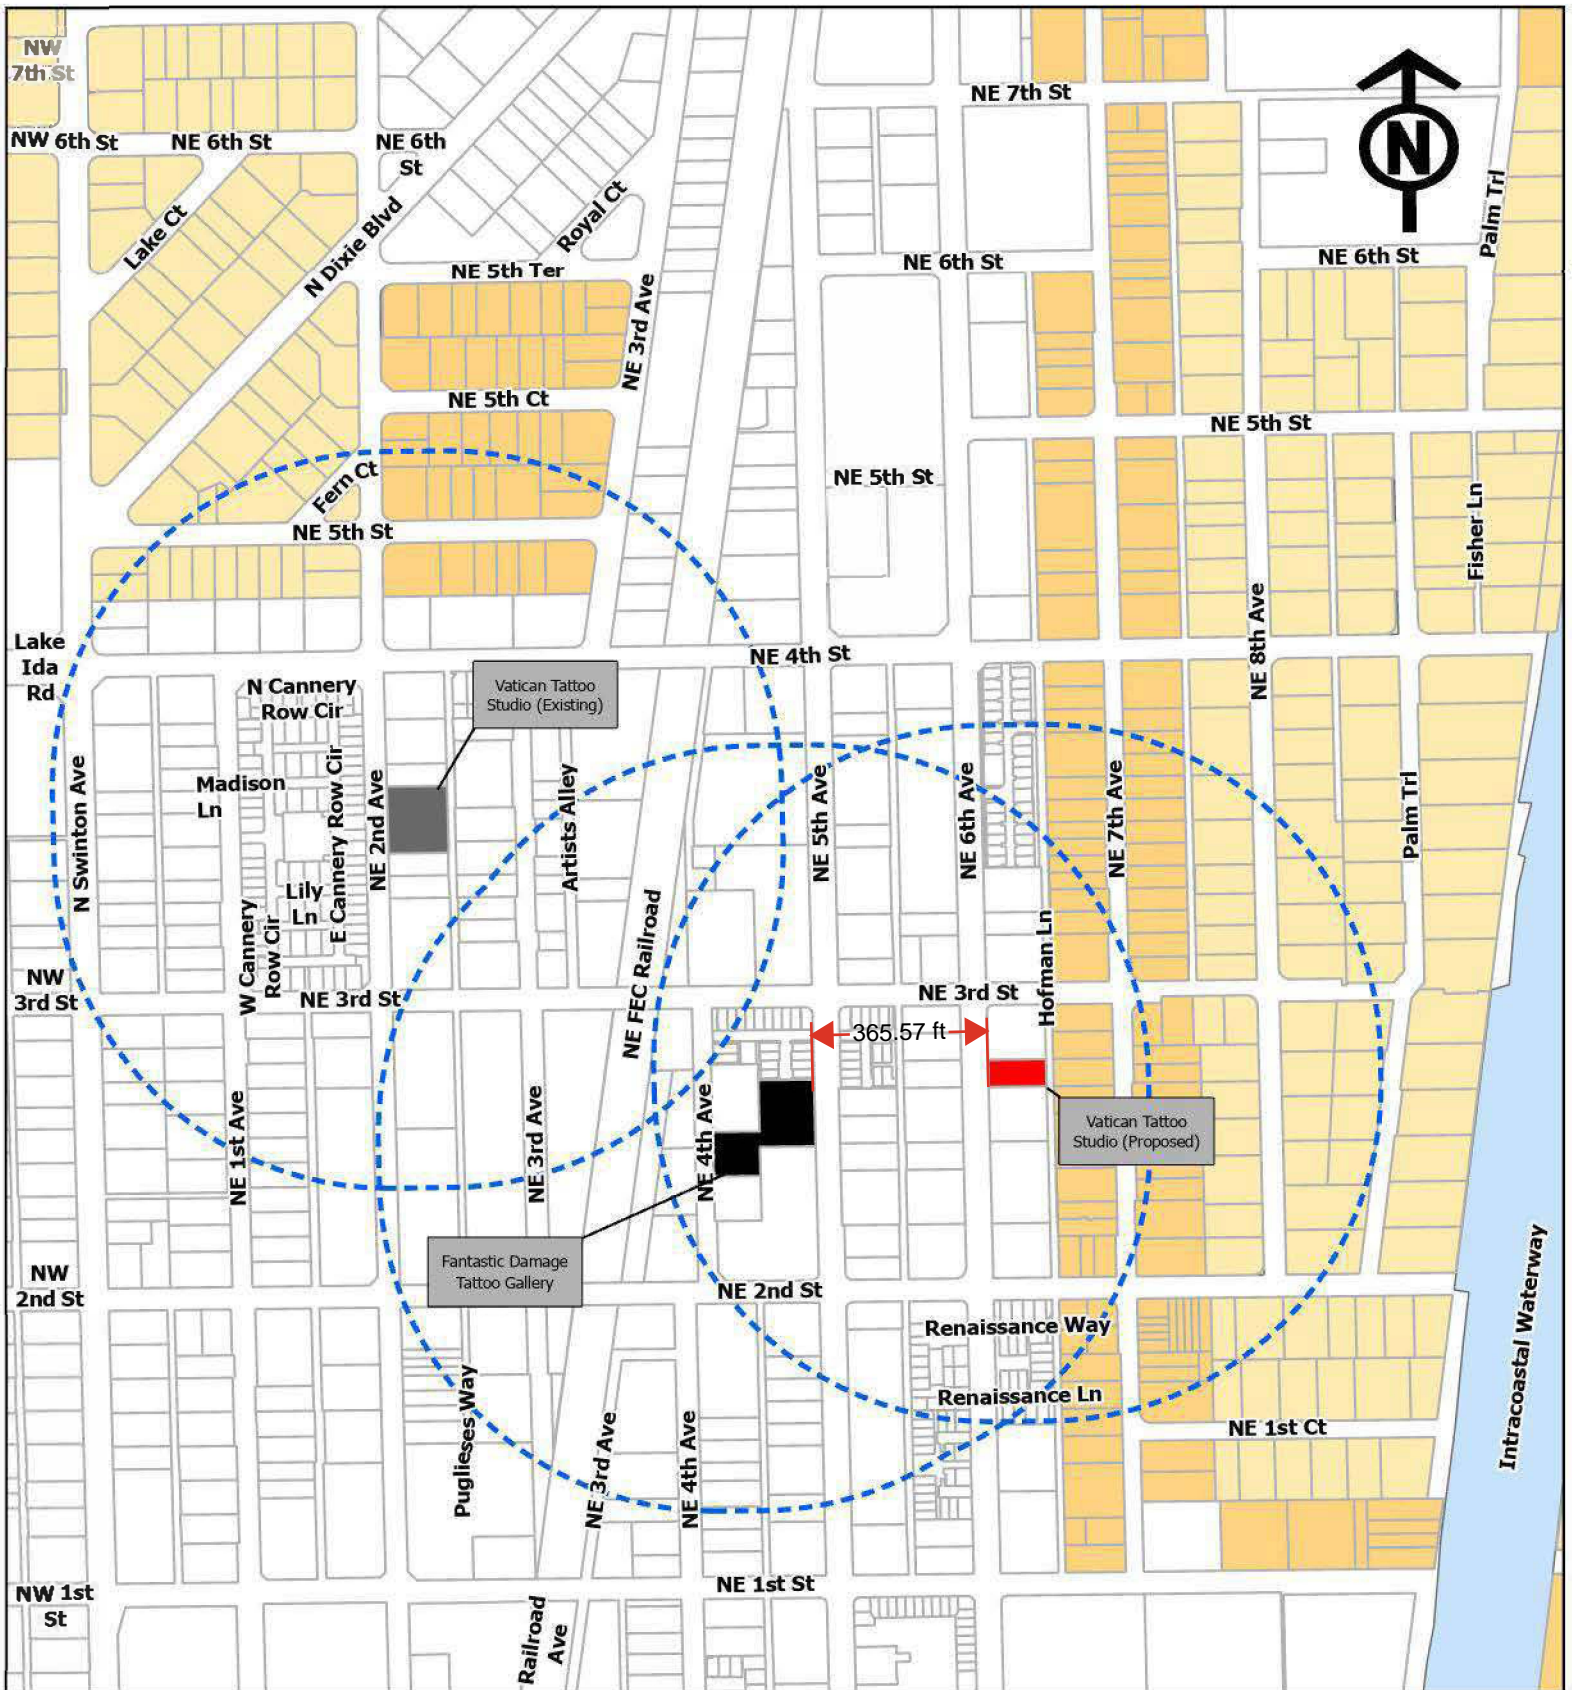 NW
7th St
NE 7th St
N
NW 6th St
NE 6th St
NE 6th
St
Palm Trl
Lake Ct
N Dixie Blvd
Royal Ct
NE 6th St
NE 6th St
NE 5th Ter
NE 3rd Ave
NE 5th Ct
NE 5th St
Fern Ct
NE 5th St
NE 5th St
Fisher Ln
NE 8th Ave
Lake
Ida
Rd
NE 4th St
N Cannery
Row Cir
Vatican Tattoo
Studio (Existing)
Madison
Ln
N Swinton Ave
NE 2nd Ave
E Cannery Row Cir
Artists Alley
NE 5th Ave
NE 6th Ave
NE 7th Ave
Palm Trl
Lily
Ln
W Cannery
Row Cir
NE FEC Railroad
Hofman Ln
NW
3rd St
NE 3rd St
NE 3rd St
365.57 ft
NE 1st Ave
NE 3rd Ave
NE 4th Ave
Vatican Tattoo
Studio (Proposed)
Fantastic Damage
Tattoo Gallery
NW
2nd St
NE 2nd St
Renaissance Way
Renaissance Ln
Intracoastal Waterway
Puglieses Way
NE 3rd Ave
NE 4th Ave
NE 1st Ct
NW 1st
St
NE 1st St
Railroad
Ave